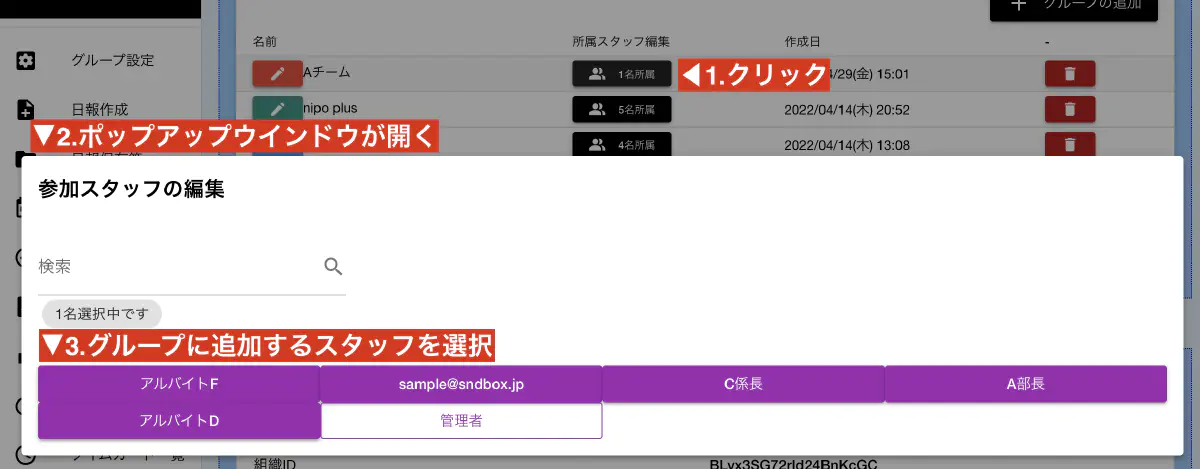 グループの追加
グループ設定
名前 所属スタッフ編集 作成日 -
Aチーム 1名所属 /29(金) 15:01
◀1.クリック
日報作成
nipo plus 5名所属 2022/04/14(木) 20:52
▼2.ポップアップウインドウが開く
4名所属 2022/04/14(木) 13:08
参加スタッフの編集
検索
1名選択中です
▼3.グループに追加するスタッフを選択
アルバイトF sample@sndbox.jp C係長 A部長
アルバイトD 管理者
組織ID BLvx3SG72rld24BnKcGC